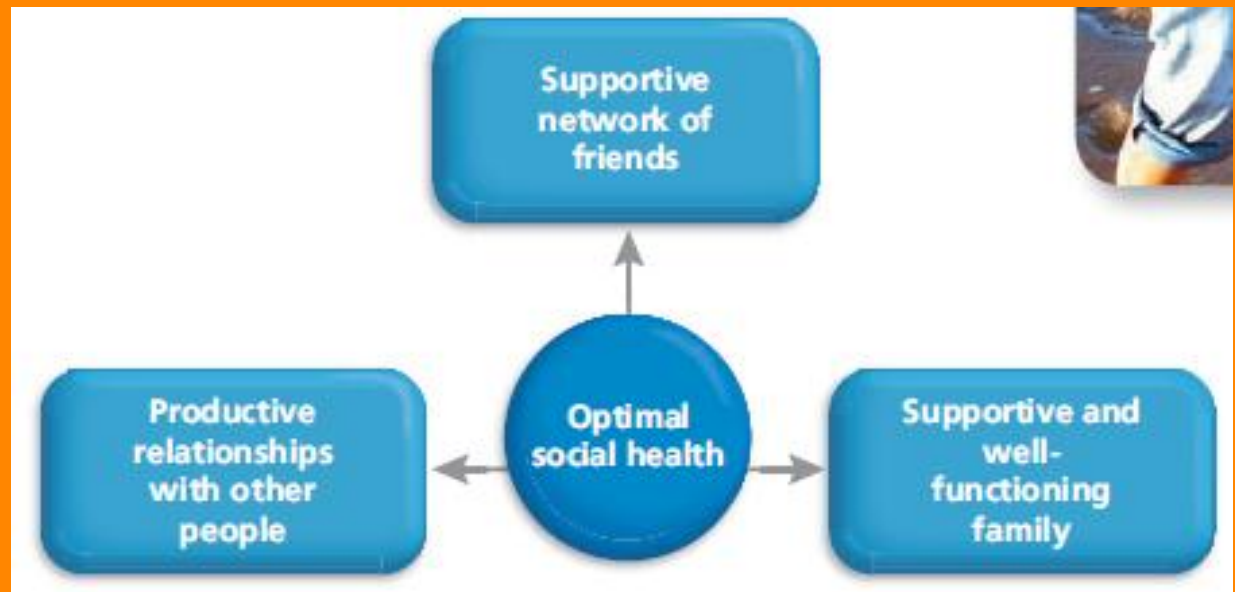 Supportive
network of
friends
Optimal
social health
Productive
relationships
with other
people
Supportive and
well-
functioning
family